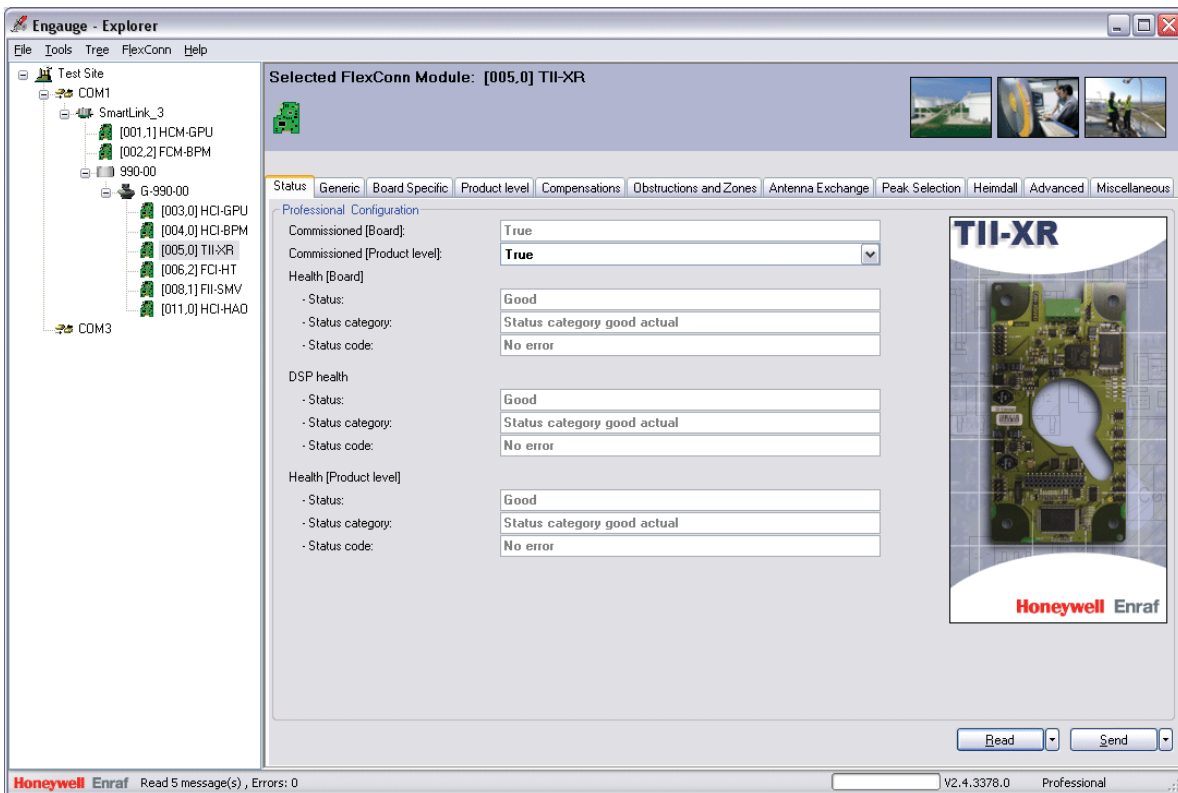 Engauge - Explorer
File Tools Tree FlexConn Help
Test Site
COM1
SmartLink_3
[001,1] HCM-GPU
[002,2] FCM-BPM
990-00
G-990-00
[003,0] HCI-GPU
[004,0] HCI-BPM
[005,0] TII-XR
[006,2] FCI-HT
[008,1] FII-SMV
[011,0] HCI-HAO
COM3
Selected FlexConn Module: [005,0] TII-XR
Status Generic Board Specific Product level Compensations Obstructions and Zones Antenna Exchange Peak Selection Heimdall Advanced Miscellaneous
Professional Configuration
Commissioned [Board]: True
Commissioned [Product level]: True
Health [Board]
- Status: Good
- Status category: Status category good actual
- Status code: No error
DSP health
- Status: Good
- Status category: Status category good actual
- Status code: No error
Health [Product level]
- Status: Good
- Status category: Status category good actual
- Status code: No error
TII-XR
Honeywell Enraf
Read Send
Honeywell Enraf Read 5 message(s) , Errors: 0 V2.4.3378.0 Professional